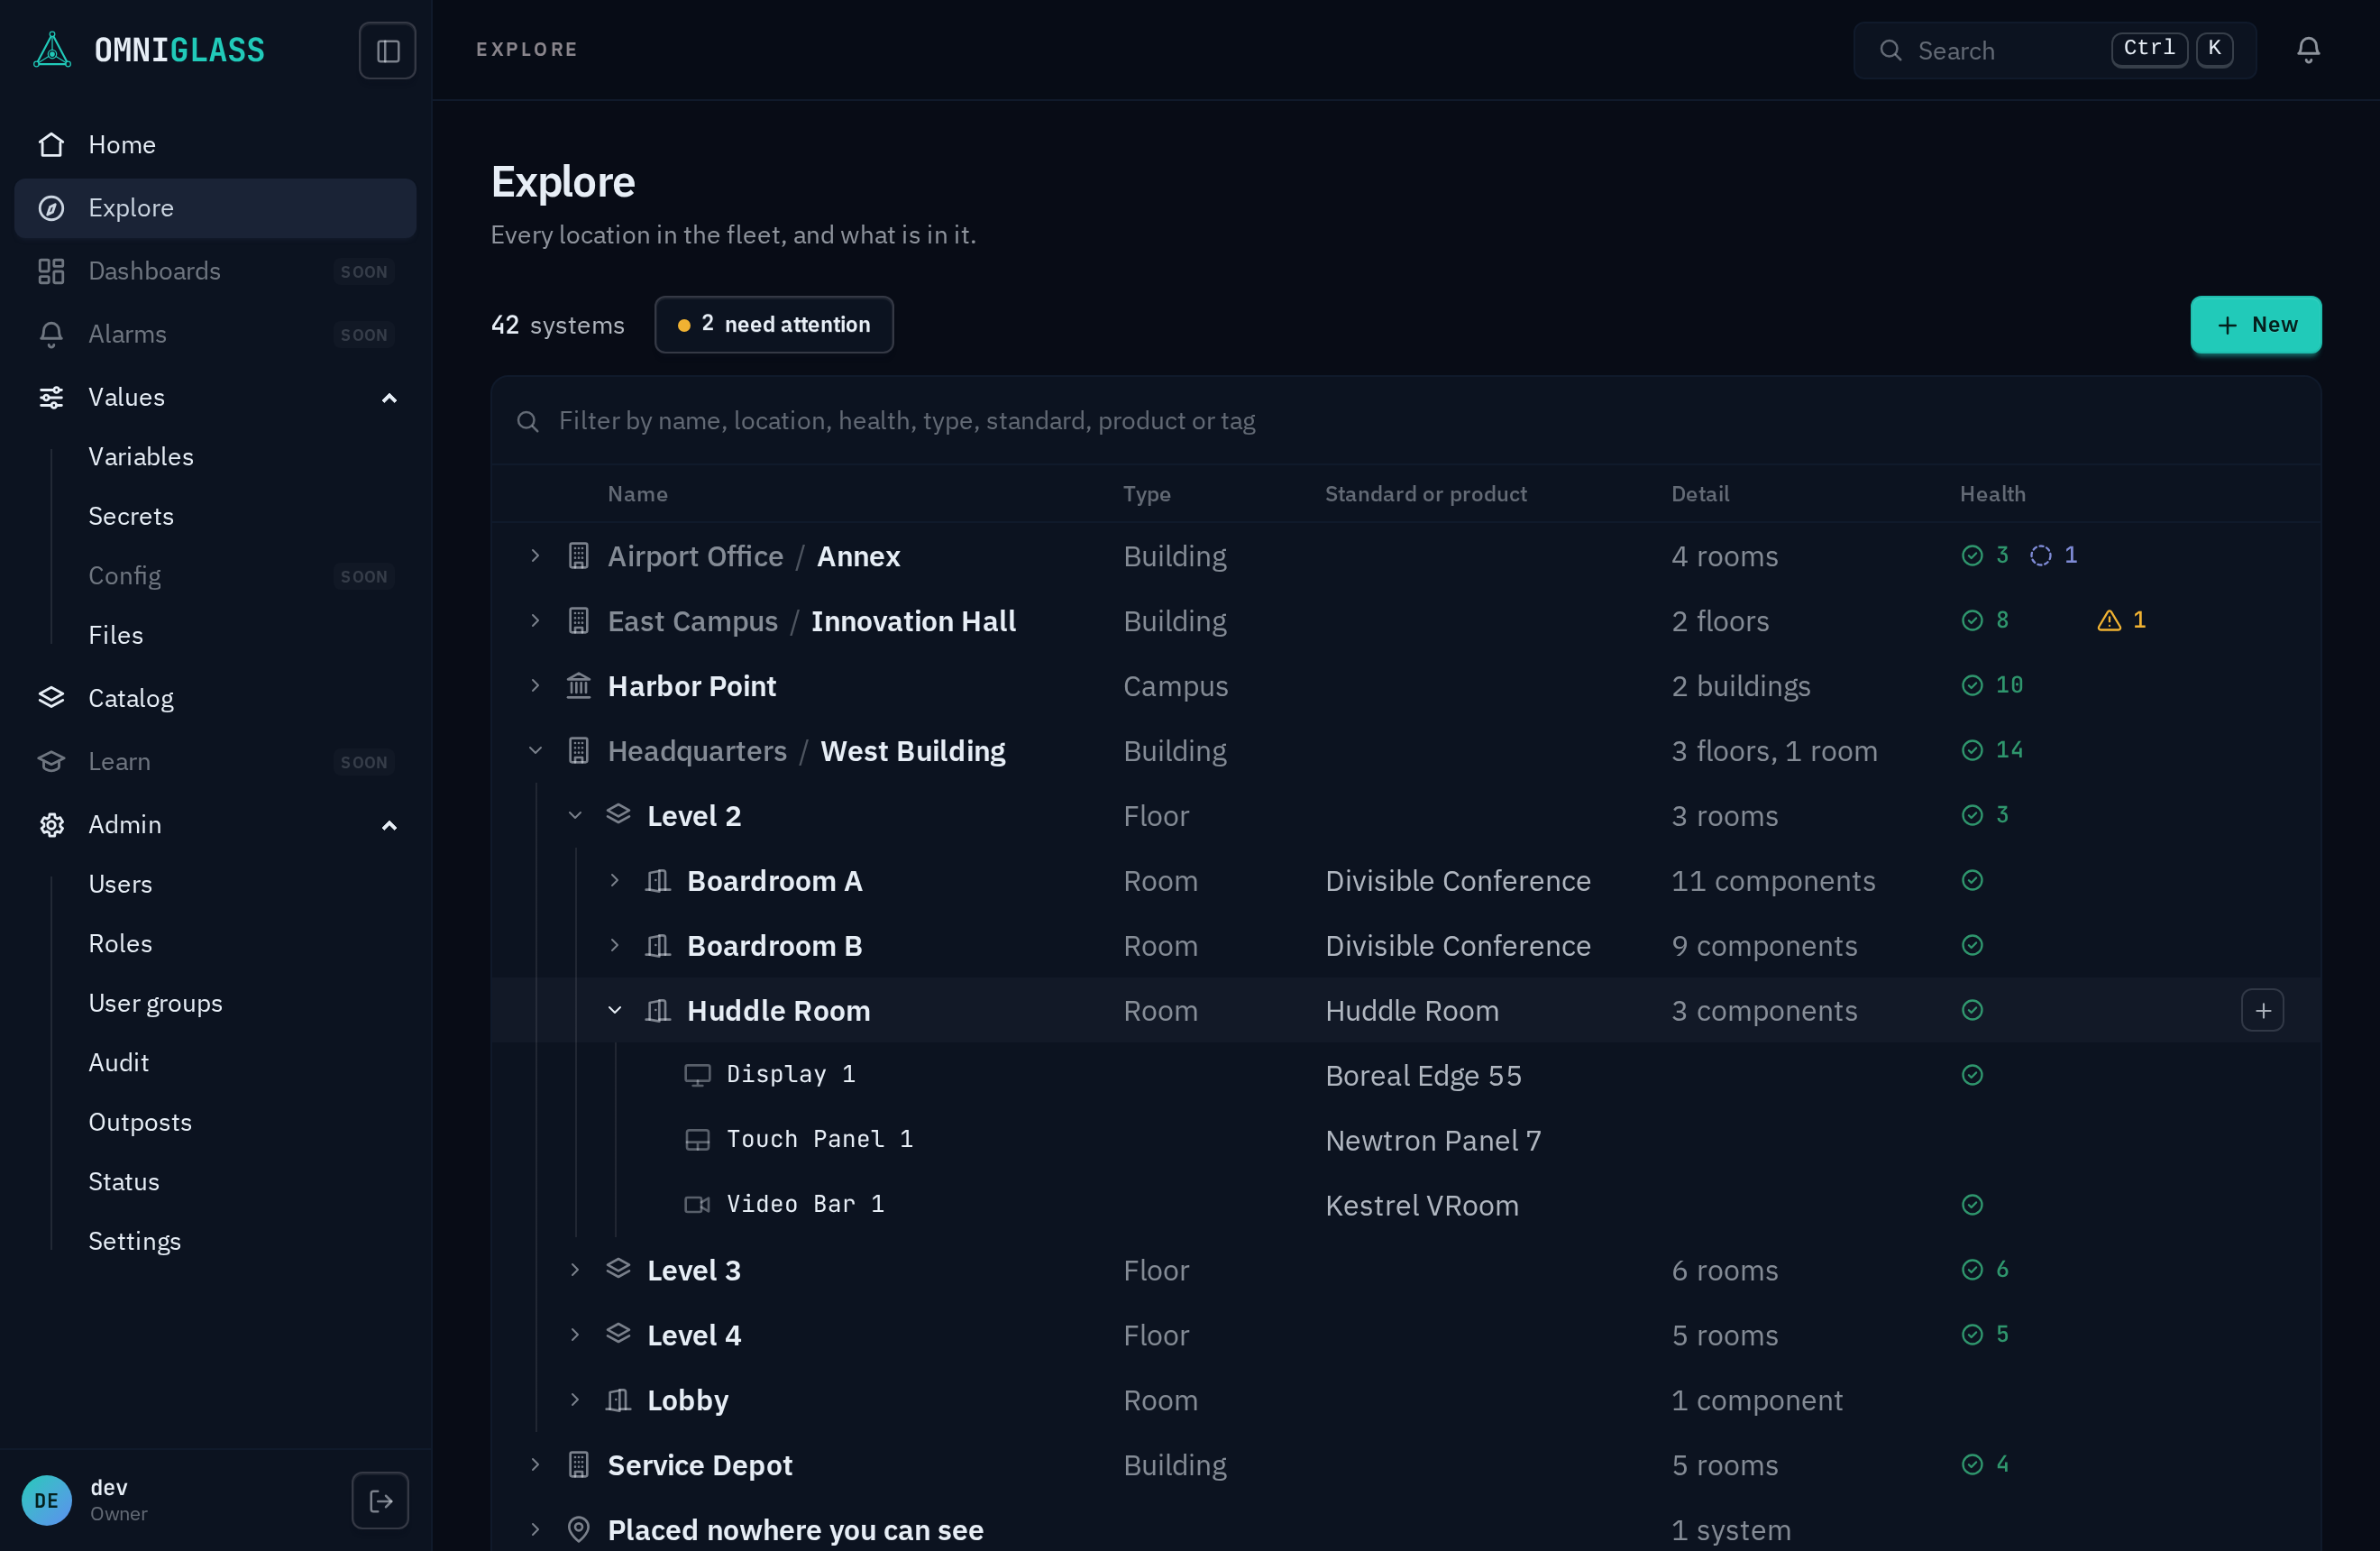 OMNIGLASS
EXPLORE
Search
Ctrl K
Home
Explore
Dashboards SOON
Alarms SOON
Values
Variables
Secrets
Config SOON
Files
Catalog
Learn SOON
Admin
Users
Roles
User groups
Audit
Outposts
Status
Settings
DE
dev
Owner
Explore
Every location in the fleet, and what is in it.
42 systems
2 need attention
New
Filter by name, location, health, type, standard, product or tag
Name Type Standard or product Detail Health
Airport Office / Annex Building 4 rooms 3 1
East Campus / Innovation Hall Building 2 floors 8 1
Harbor Point Campus 2 buildings 10
Headquarters / West Building Building 3 floors, 1 room 14
Level 2 Floor 3 rooms 3
Boardroom A Room Divisible Conference 11 components
Boardroom B Room Divisible Conference 9 components
Huddle Room Room Huddle Room 3 components
Display 1 Boreal Edge 55
Touch Panel 1 Newtron Panel 7
Video Bar 1 Kestrel VRoom
Level 3 Floor 6 rooms 6
Level 4 Floor 5 rooms 5
Lobby Room 1 component
Service Depot Building 5 rooms 4
Placed nowhere you can see 1 system